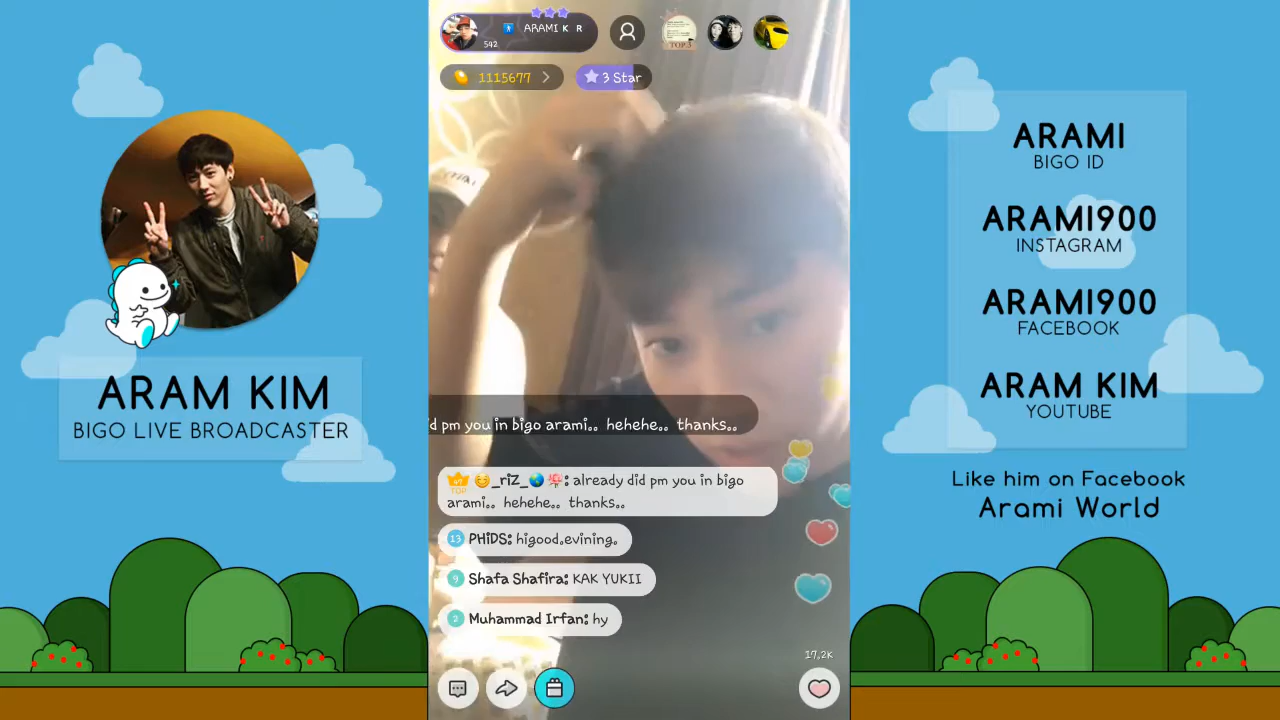 ARAMI K R
542
TOP.3
1115677
3 Star
ARAM KIM
BIGO LIVE BROADCASTER
d pm you in bigo arami.. hehehe.. thanks..
TOP
_riZ_: already did pm you in bigo
arami.. hehehe.. thanks..
13 PHiDS: higood.evining.
9 Shafa Shafira: KAK YUKII
2 Muhammad Irfan: hy
17.2K
ARAMI
BIGO ID
ARAMI900
INSTAGRAM
ARAMI900
FACEBOOK
ARAM KIM
YOUTUBE
Like him on Facebook
Arami World